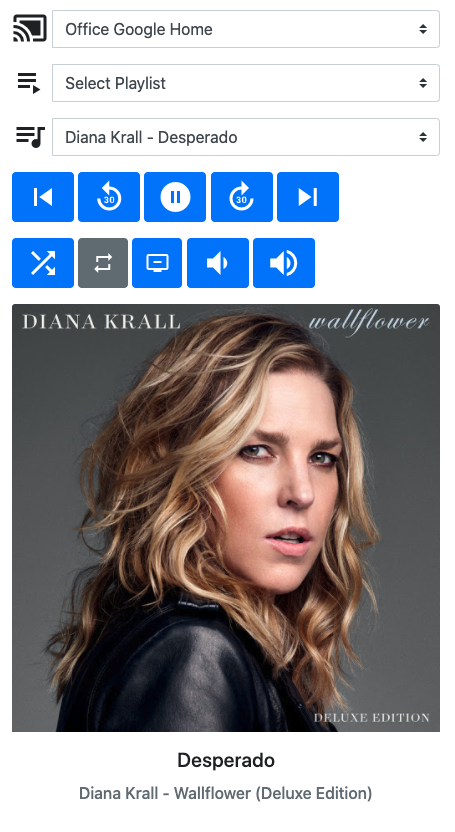 Office Google Home
Select Playlist
Diana Krall - Desperado
30
30
DIANA KRALL
wallflower
DELUXE EDITION
Desperado
Diana Krall - Wallflower (Deluxe Edition)